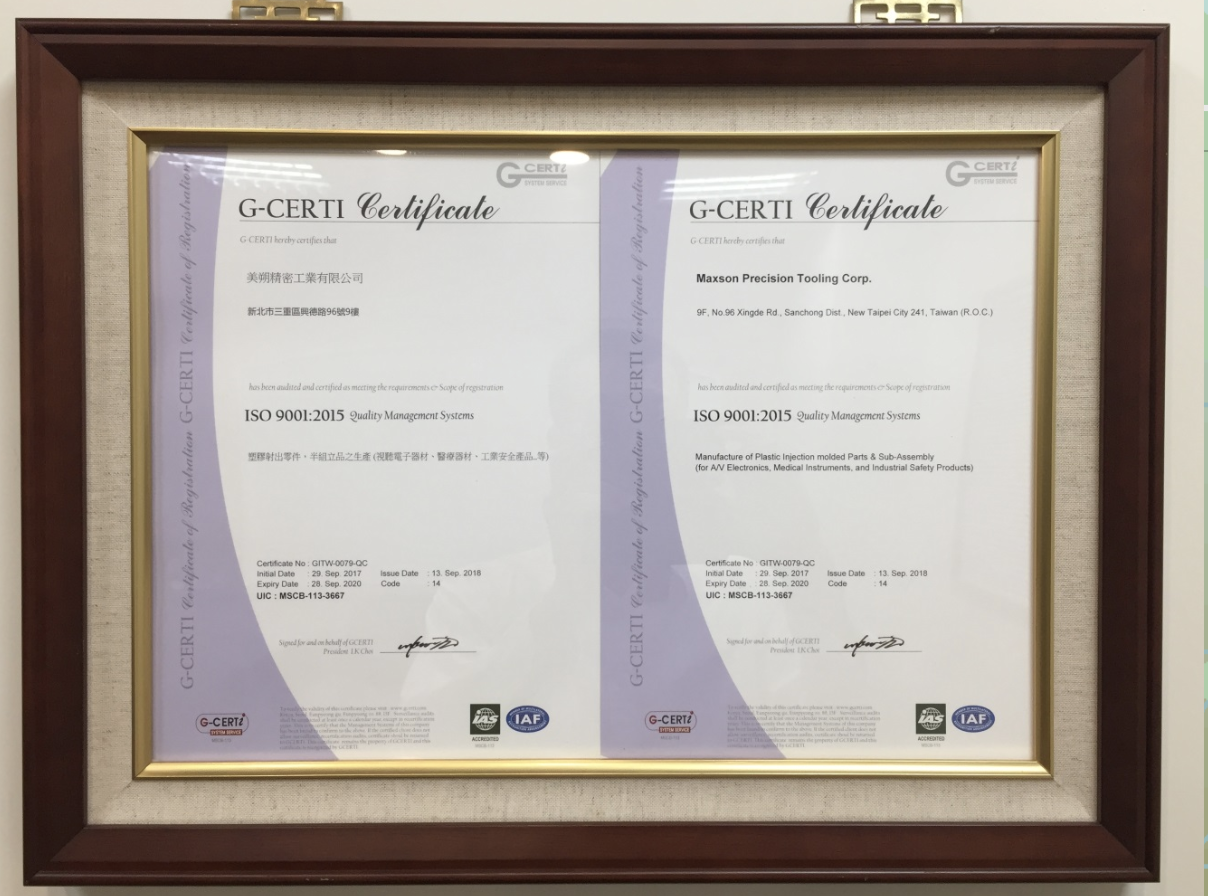 G-CERTI Certificate of Registration G-CERTI Certificate of Registration
G CERTi
SYSTEM SERVICE
G-CERTI Certificate
G-CERTI hereby certifies that
美朔精密工業有限公司
新北市三重區興德路96號9樓
has been audited and certified as meeting the requirements & Scope of registration
ISO 9001:2015 Quality Management Systems
塑膠射出零件、半組立品之生產 (視聽電子器材、醫療器材、工業安全產品..等)
Certificate No : GITW-0079-QC
Initial Date : 29. Sep. 2017 Issue Date : 13. Sep. 2018
Expiry Date : 28. Sep. 2020 Code : 14
UIC : MSCB-113-3667
Signed for and on behalf of GCERTI
President I.K Choi
G-CERTi
SYSTEM SERVICE
IAS
ACCREDITED
IAF
G-CERTI Certificate of Registration G-CERTI Certificate of Registration
G CERTi
SYSTEM SERVICE
G-CERTI Certificate
G-CERTI hereby certifies that
Maxson Precision Tooling Corp.
9F, No.96 Xingde Rd., Sanchong Dist., New Taipei City 241, Taiwan (R.O.C.)
has been audited and certified as meeting the requirements & Scope of registration
ISO 9001:2015 Quality Management Systems
Manufacture of Plastic Injection molded Parts & Sub-Assembly
(for A/V Electronics, Medical Instruments, and Industrial Safety Products)
Certificate No : GITW-0079-QC
Initial Date : 29. Sep. 2017 Issue Date : 13. Sep. 2018
Expiry Date : 28. Sep. 2020 Code : 14
UIC : MSCB-113-3667
Signed for and on behalf of GCERTI
President I.K Choi
G-CERTi
SYSTEM SERVICE
IAS
ACCREDITED
IAF